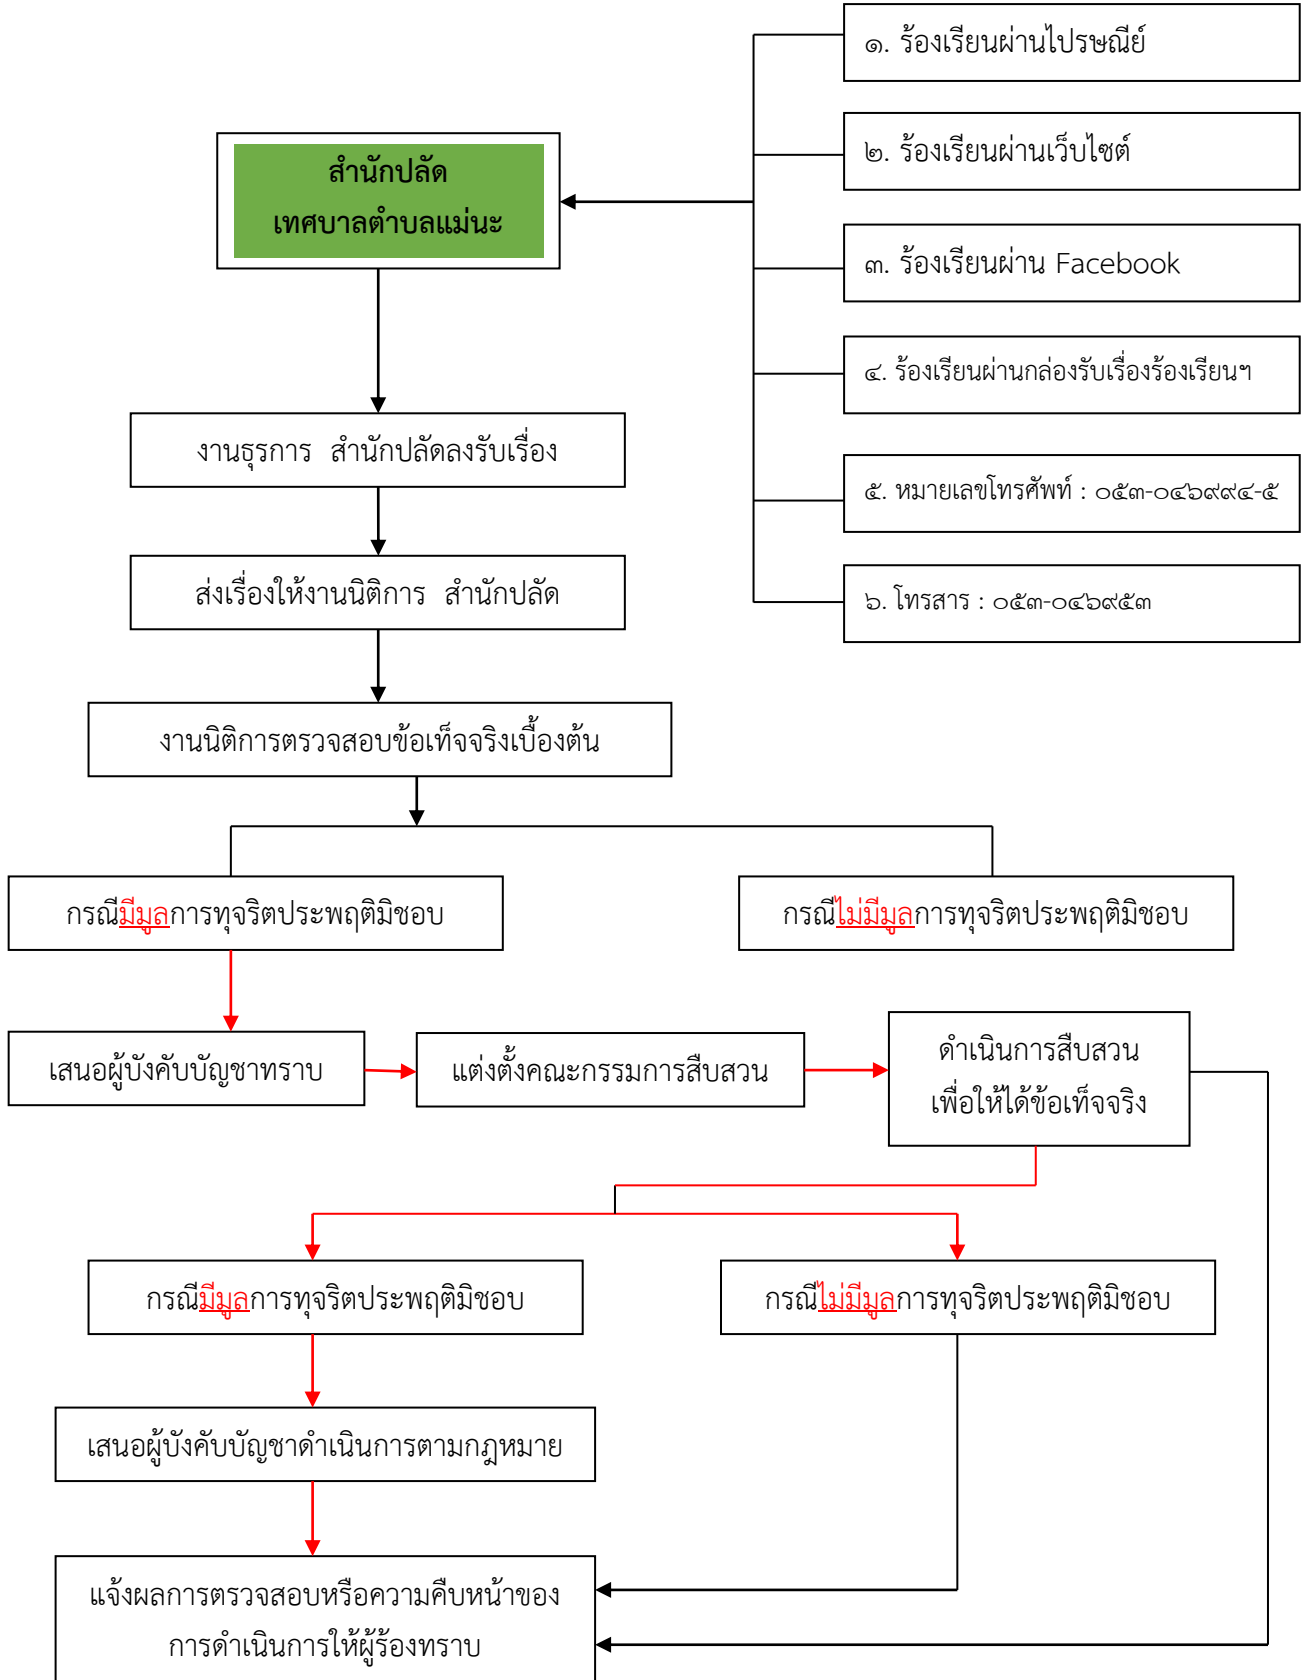 ๑. ร้องเรียนผ่านไปรษณีย์
๒. ร้องเรียนผ่านเว็บไซต์
๓. ร้องเรียนผ่าน Facebook
๔. ร้องเรียนผ่านกล่องรับเรื่องร้องเรียนฯ
๕. หมายเลขโทรศัพท์ : ๐๕๓-๐๔๖๙๙๔-๕
๖. โทรสาร : ๐๕๓-๐๔๖๙๕๓
สำนักปลัด
เทศบาลตำบลแม่นะ
งานธุรการ สำนักปลัดลงรับเรื่อง
ส่งเรื่องให้งานนิติการ สำนักปลัด
งานนิติการตรวจสอบข้อเท็จจริงเบื้องต้น
กรณีมีมูลการทุจริตประพฤติมิชอบ
กรณีไม่มีมูลการทุจริตประพฤติมิชอบ
เสนอผู้บังคับบัญชาทราบ
แต่งตั้งคณะกรรมการสืบสวน
ดำเนินการสืบสวน
เพื่อให้ได้ข้อเท็จจริง
กรณีมีมูลการทุจริตประพฤติมิชอบ
กรณีไม่มีมูลการทุจริตประพฤติมิชอบ
เสนอผู้บังคับบัญชาดำเนินการตามกฎหมาย
แจ้งผลการตรวจสอบหรือความคืบหน้าของ
การดำเนินการให้ผู้ร้องทราบ